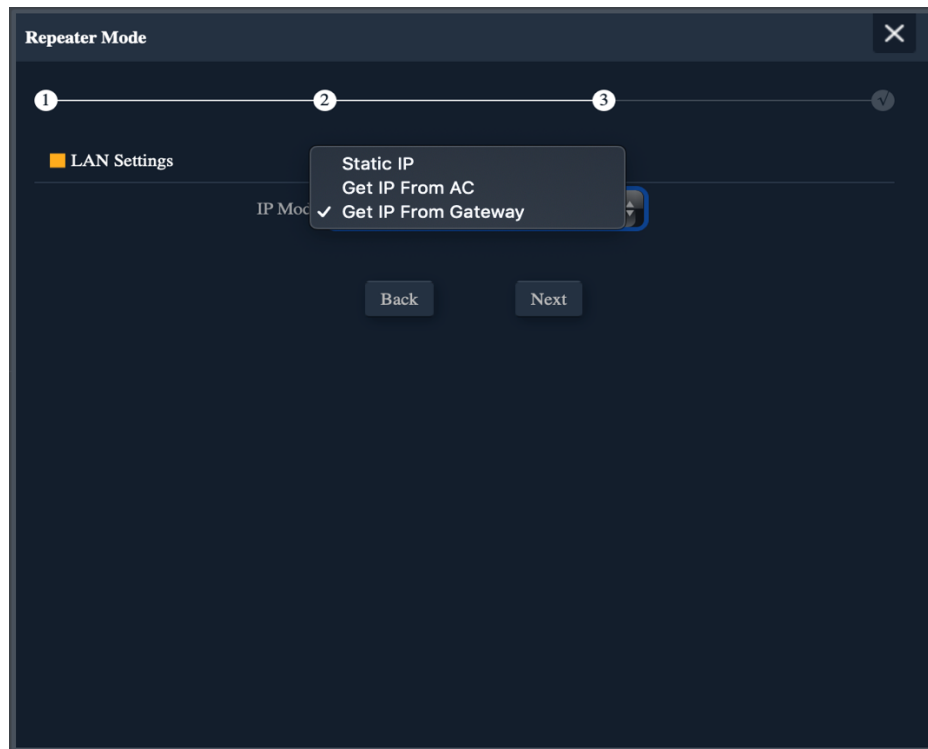 Repeater Mode
1 2 3
LAN Settings
Static IP
Get IP From AC
IP Mod ✓ Get IP From Gateway
Back Next